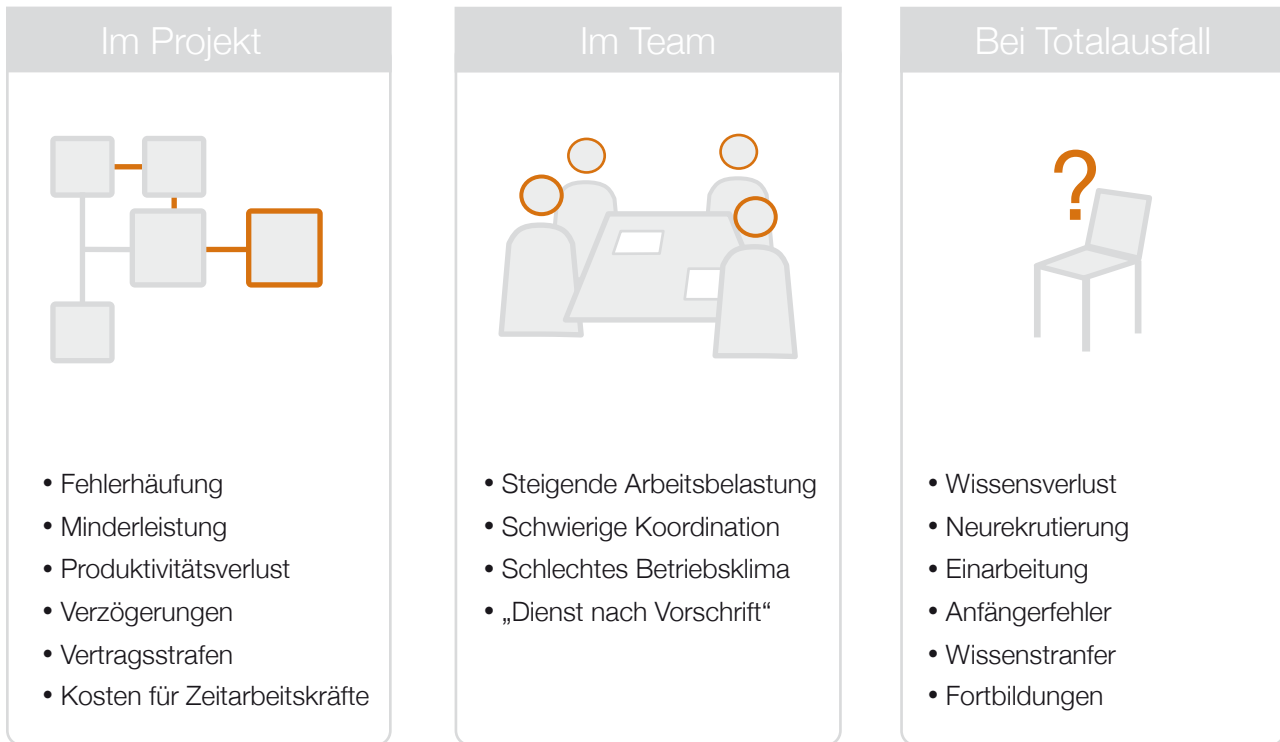 Im Projekt
?
• Fehlerhäufung
• Minderleistung
• Produktivitätsverlust
• Verzögerungen
• Vertragsstrafen
• Kosten für Zeitarbeitskräfte
Im Team
• Steigende Arbeitsbelastung
• Schwierige Koordination
• Schlechtes Betriebsklima
• „Dienst nach Vorschrift“
Bei Totalausfall
• Wissensverlust
• Neurekrutierung
• Einarbeitung
• Anfängerfehler
• Wissenstranfer
• Fortbildungen